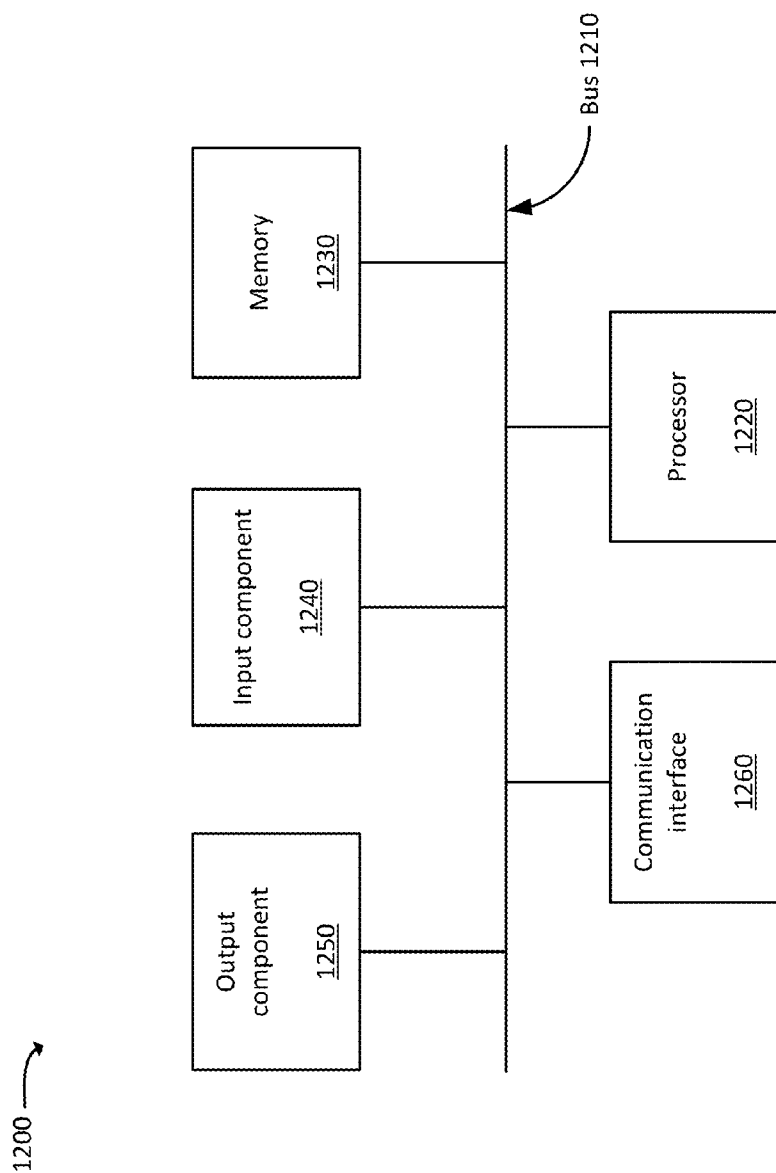 1200
Output
component
1250
Input component
1240
Memory
1230
Bus 1210
Communication
interface
1260
Processor
1220